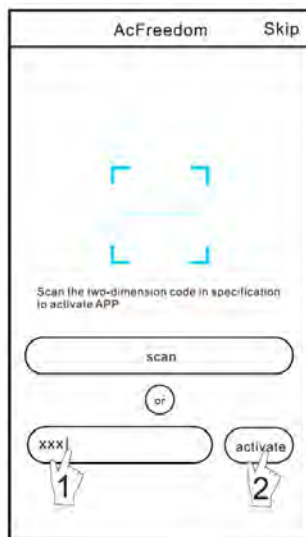 AcFreedom Skip
Scan the two-dimension code in specification
to activate APP
scan
or
xxx
activate
1
2